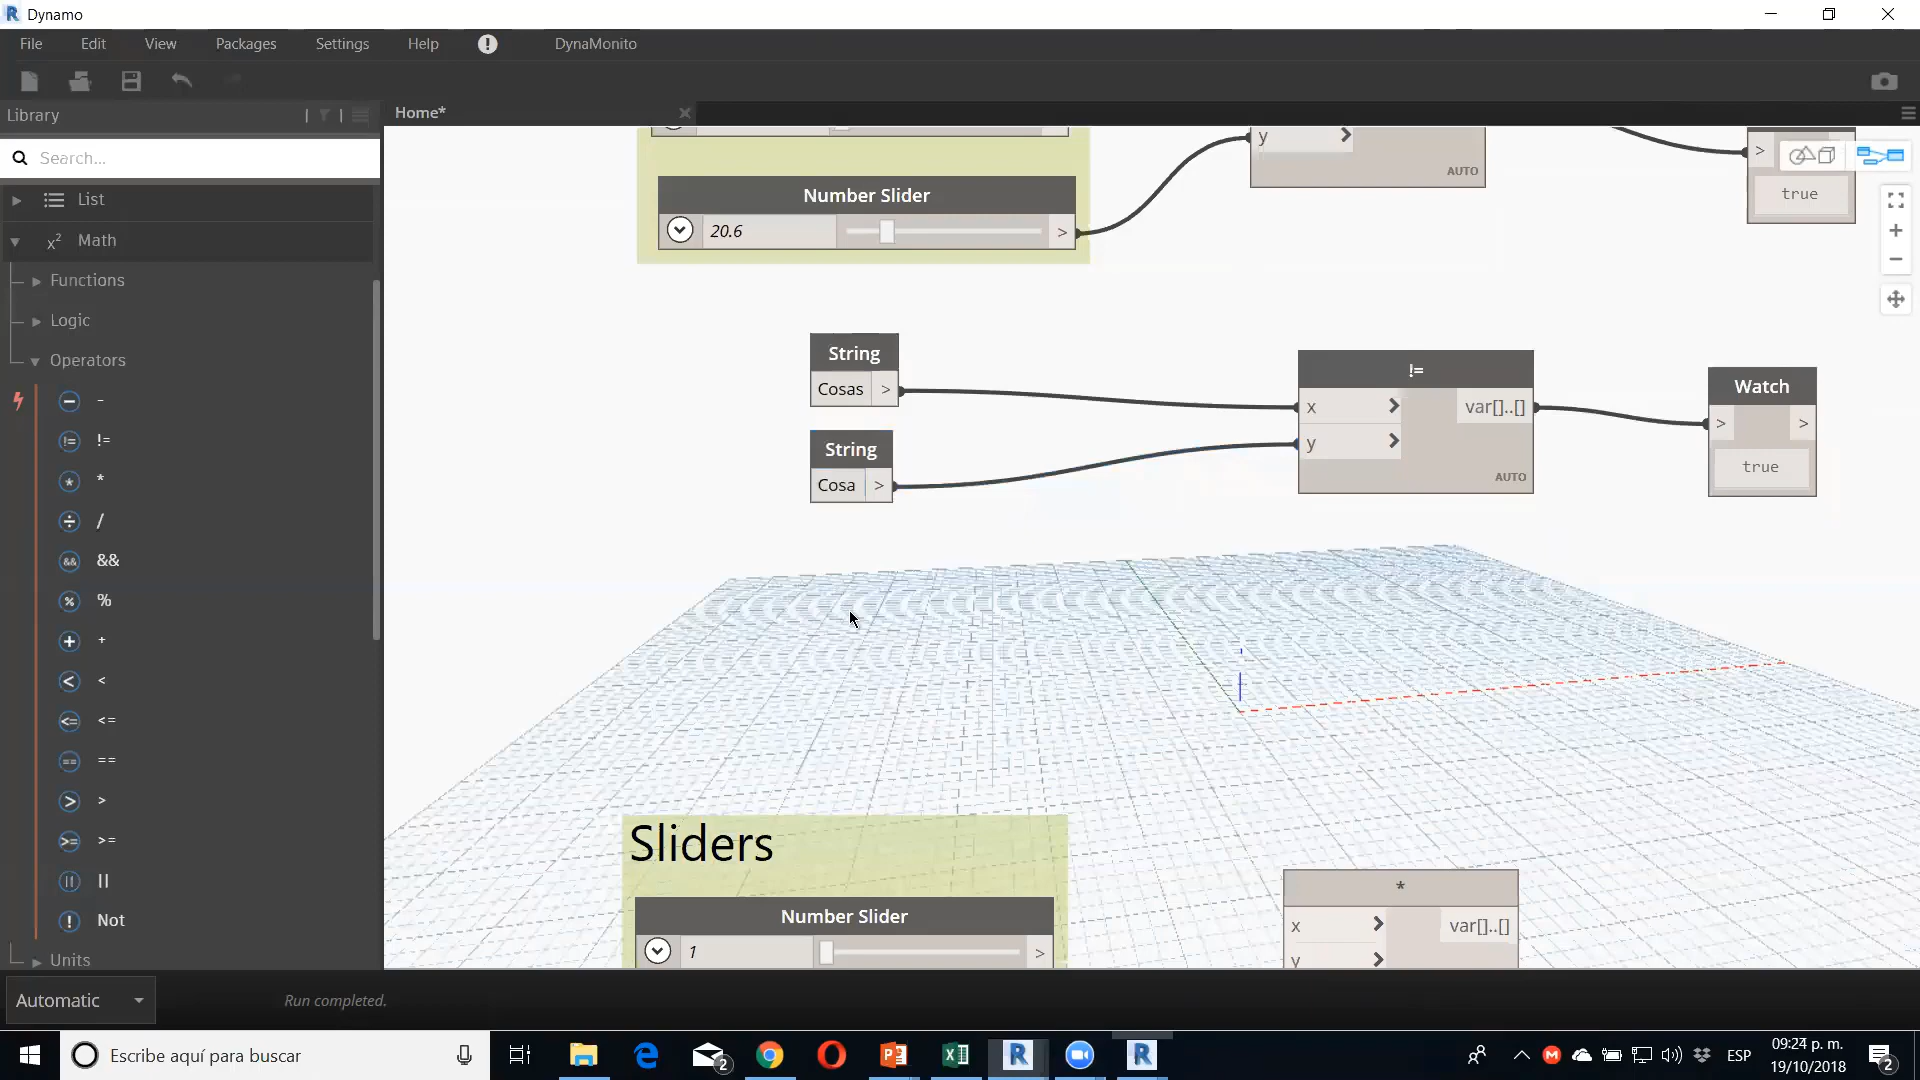 Dynamo
File Edit View Packages Settings Help ! DynaMonito
Library
Home*
Search...
List
Math
Functions
Logic
Operators
-
!=
*
/
&&
%
+
<
<=
==
>
>=
||
Not
Units
Number Slider
20.6 >
y
AUTO
>
true
String
Cosas >
String
Cosa >
!=
x var[]..[]
y
AUTO
Watch
> >
true
Sliders
Number Slider
1 >
*
x var[]..[]
y
Automatic Run completed.
Escribe aquí para buscar
2
ESP
09:24 p. m.
19/10/2018
2